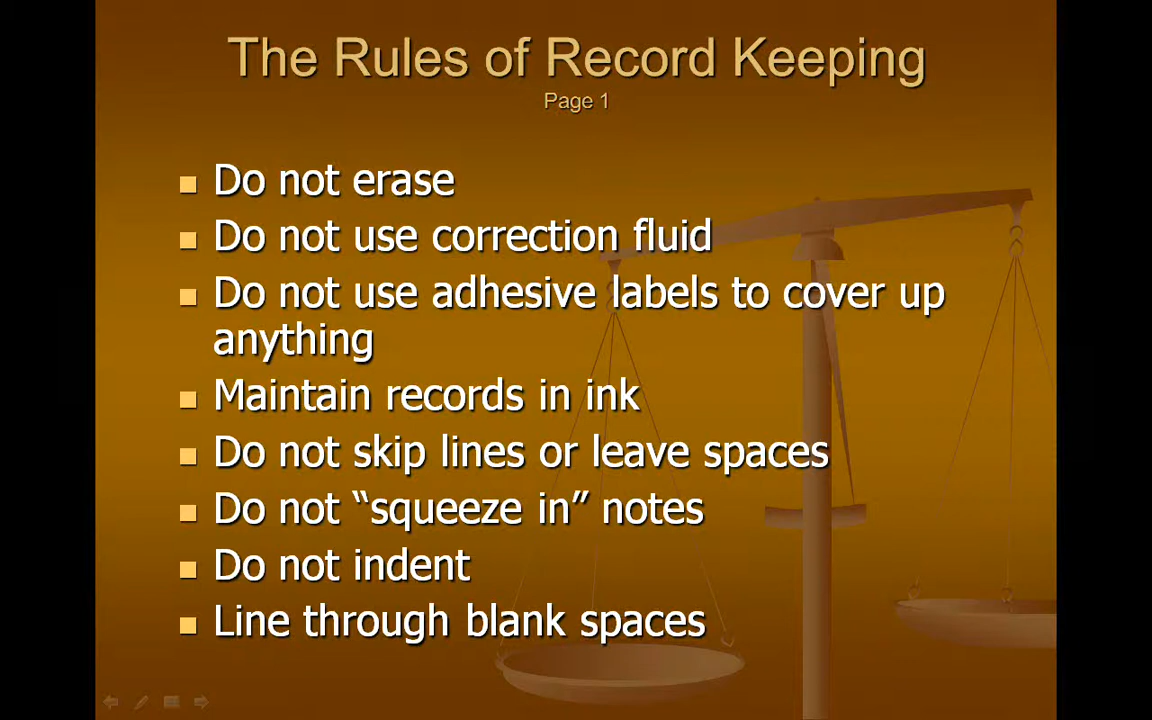 The Rules of Record Keeping
Page 1
Do not erase
Do not use correction fluid
Do not use adhesive labels to cover up
anything
Maintain records in ink
Do not skip lines or leave spaces
Do not “squeeze in” notes
Do not indent
Line through blank spaces